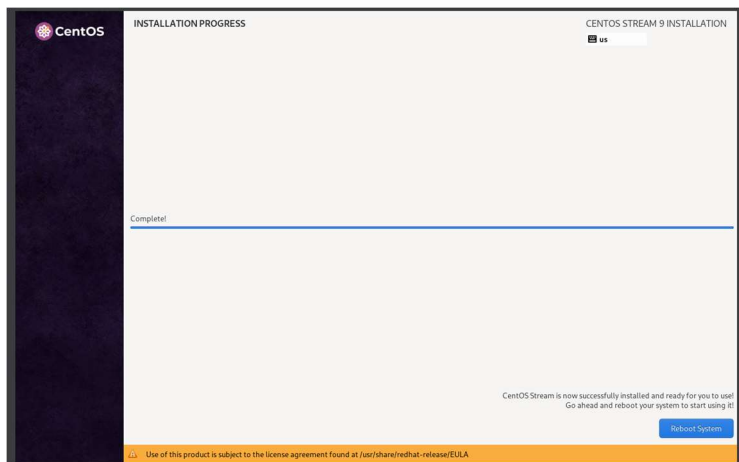 CentOS
INSTALLATION PROGRESS
CENTOS STREAM 9 INSTALLATION
us
Complete!
CentOS Stream is now successfully installed and ready for you to use!
Go ahead and reboot your system to start using it!
Reboot System
Use of this product is subject to the license agreement found at /usr/share/redhat-release/EULA